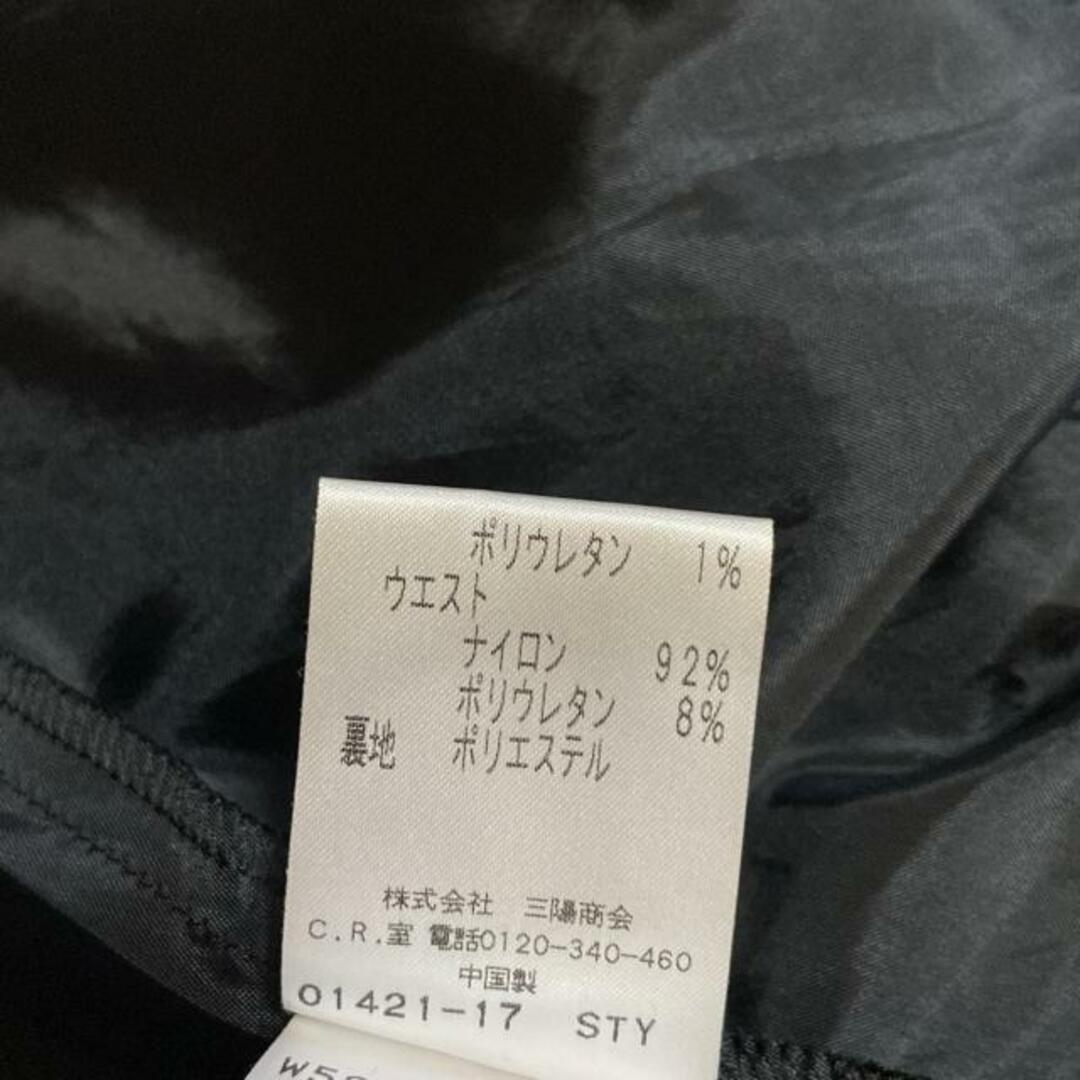 ポリウレタン 1%
ウエスト
ナイロン 92%
ポリウレタン 8%
裏地 ポリエステル
株式会社 三陽商会
C.R.室 電話0120-340-460
中国製
01421-17 STY